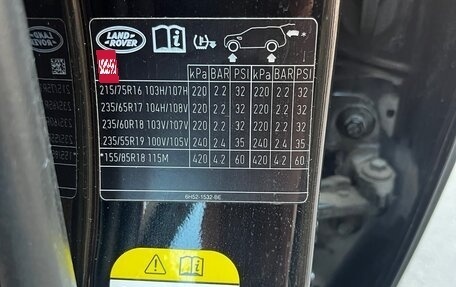 LAND
ROVER
kPa BAR PSI kPa BAR PSI
215/75R16 103H/107H 220 2.2 32 220 2.2 32
235/65R17 104H/108V 220 2.2 32 220 2.2 32
235/60R18 103V/107V 220 2.2 32 220 2.2 32
235/55R19 100V/105V 240 2.4 35 240 2.4 35
*155/85R18 115M 420 4.2 60 420 4.2 60
6H52-1532-BE